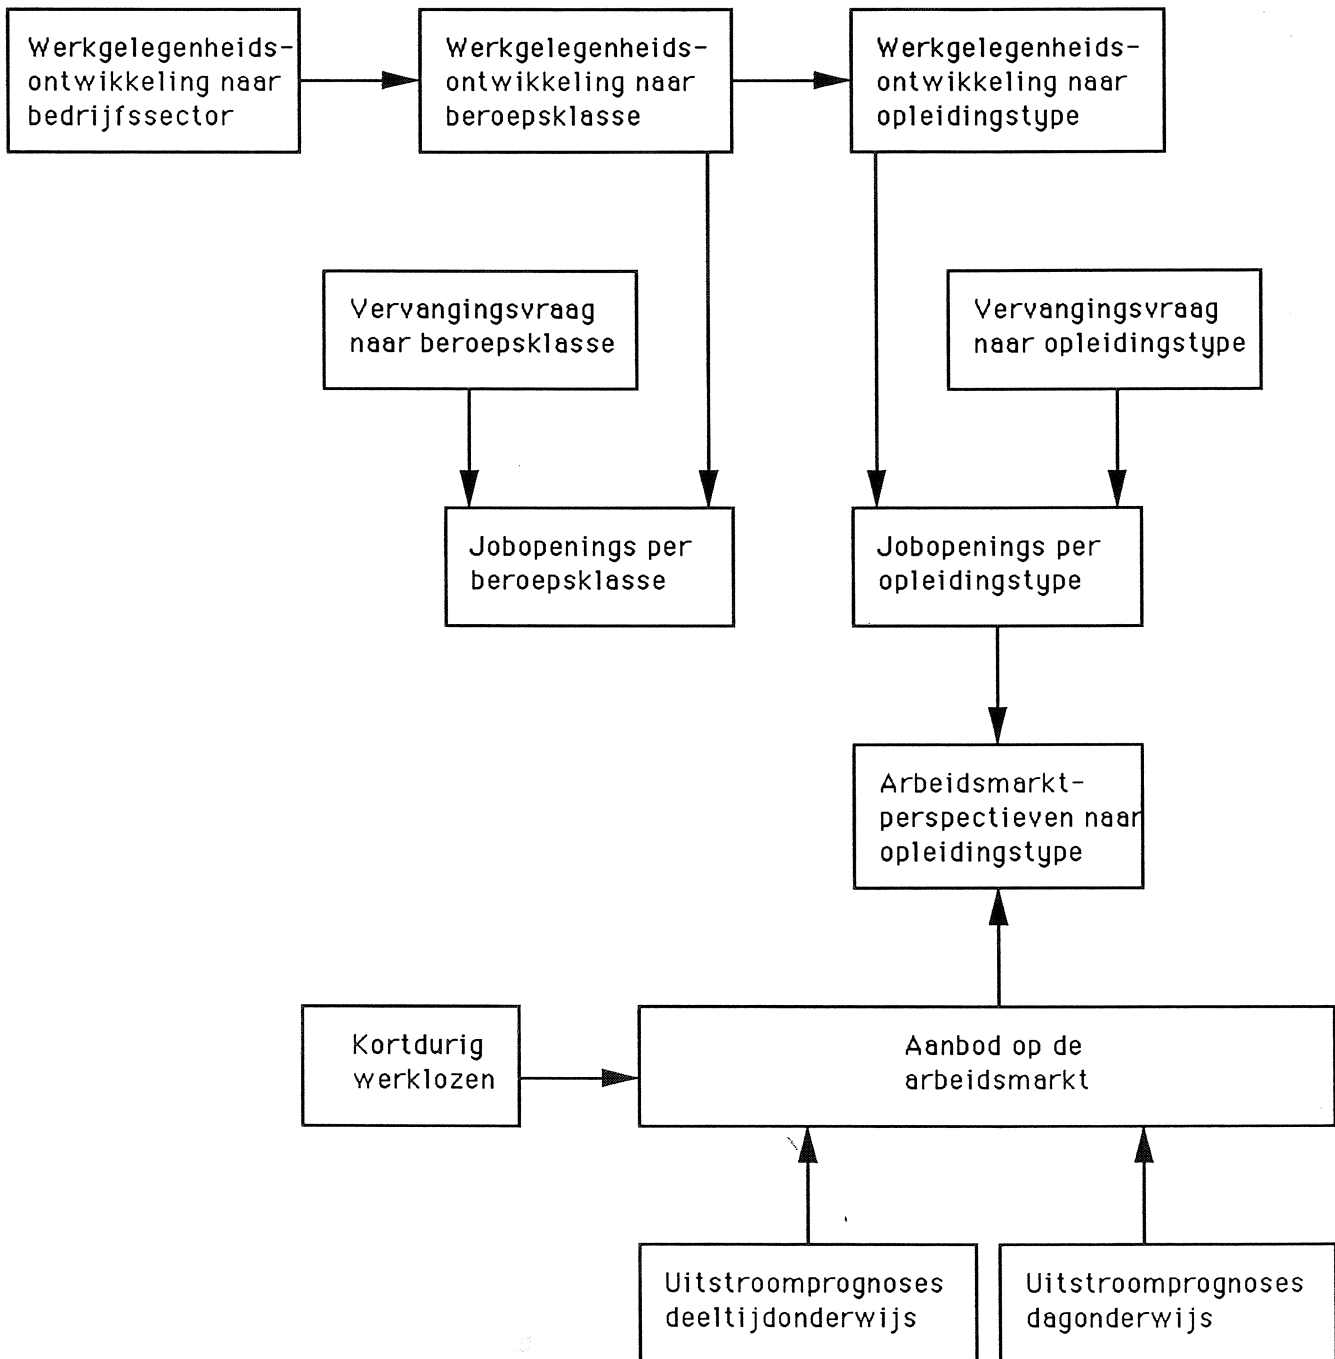 Werkgelegenheids-
ontwikkeling naar
bedrijfssector
Werkgelegenheids-
ontwikkeling naar
beroepsklasse
Werkgelegenheids-
ontwikkeling naar
opleidingstype
Vervangingsvraag
naar beroepsklasse
Vervangingsvraag
naar opleidingstype
Jobopenings per
beroepsklasse
Jobopenings per
opleidingstype
Arbeidsmarkt-
perspectieven naar
opleidingstype
Kortdurig
werklozen
Aanbod op de
arbeidsmarkt
Uitstroomprognoses
deeltijdonderwijs
Uitstroomprognoses
dagonderwijs